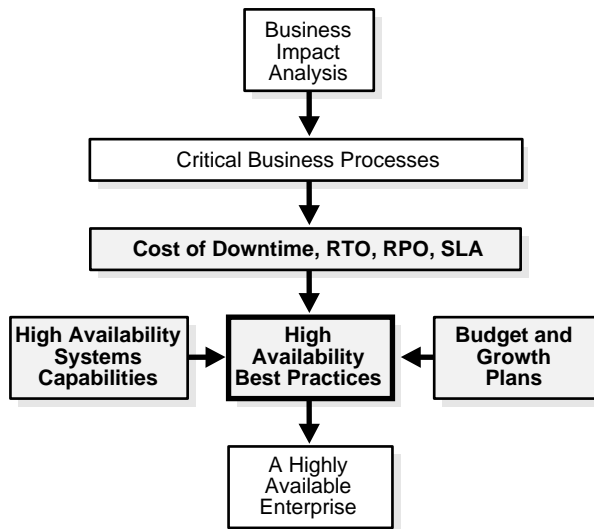 Business
Impact
Analysis
Critical Business Processes
Cost of Downtime, RTO, RPO, SLA
High Availability
Systems
Capabilities
High
Availability
Best Practices
Budget and
Growth
Plans
A Highly
Available
Enterprise